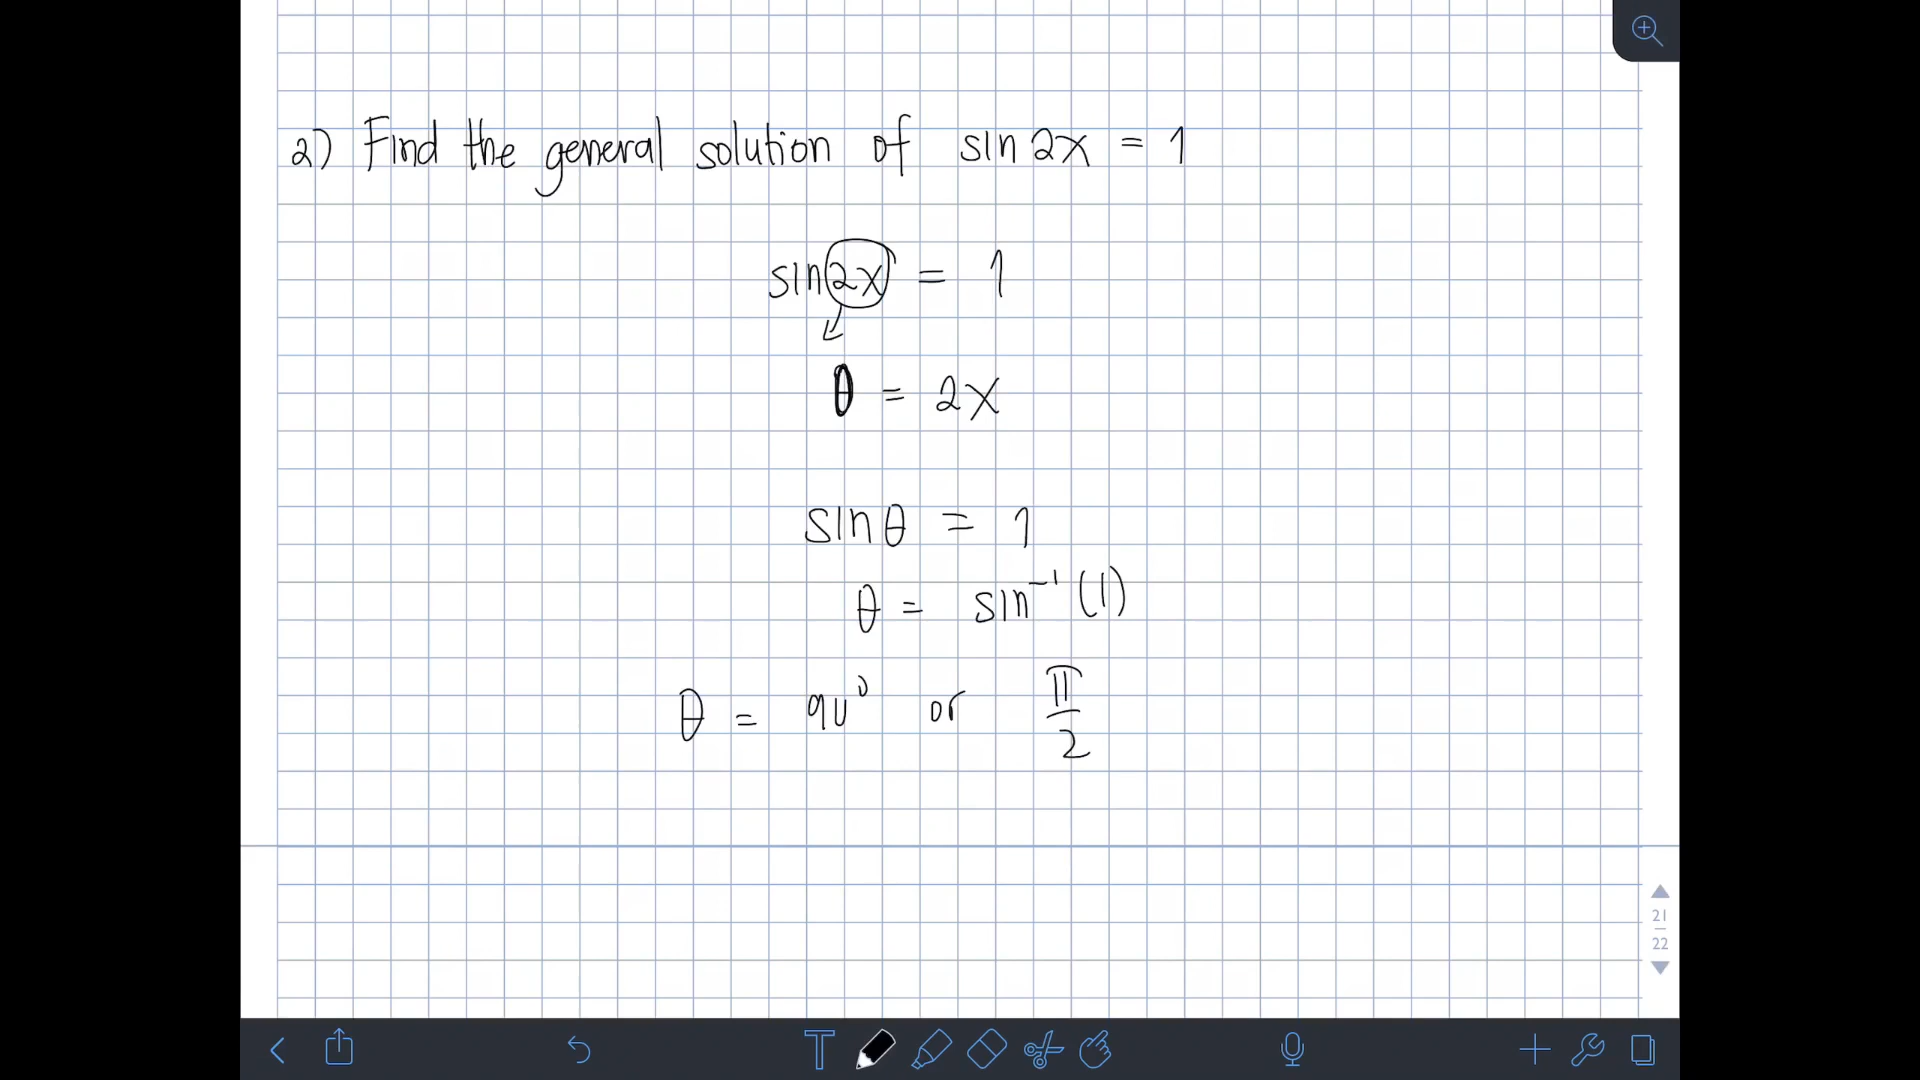 2) Find the general solution of sin 2x = 1
sin 2x = 1
θ = 2x
sin θ = 1
θ = sin⁻¹ (1)
θ = 90° or π/2
21
22
T